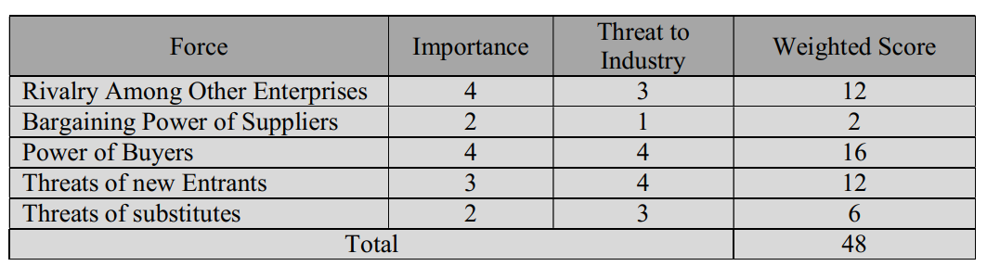 Force Importance Threat to Industry Weighted Score
Rivalry Among Other Enterprises 4 3 12
Bargaining Power of Suppliers 2 1 2
Power of Buyers 4 4 16
Threats of new Entrants 3 4 12
Threats of substitutes 2 3 6
Total 48